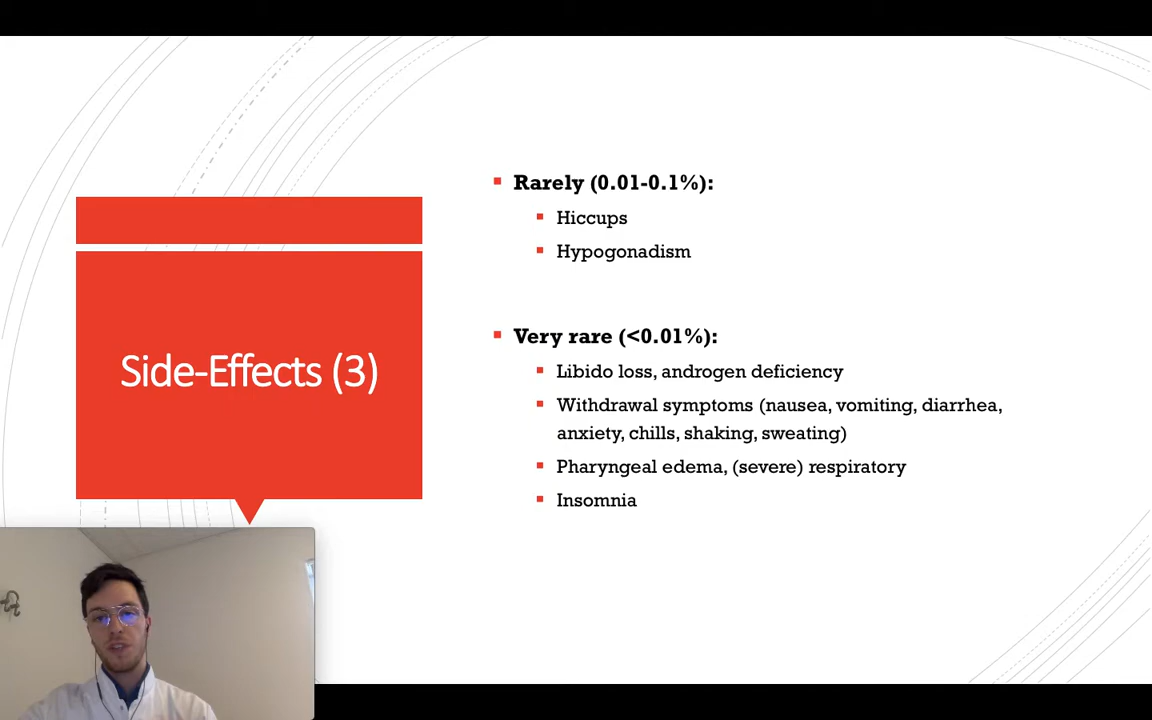 Side-Effects (3)
Rarely (0.01-0.1%):
Hiccups
Hypogonadism
Very rare (<0.01%):
Libido loss, androgen deficiency
Withdrawal symptoms (nausea, vomiting, diarrhea,
anxiety, chills, shaking, sweating)
Pharyngeal edema, (severe) respiratory
Insomnia